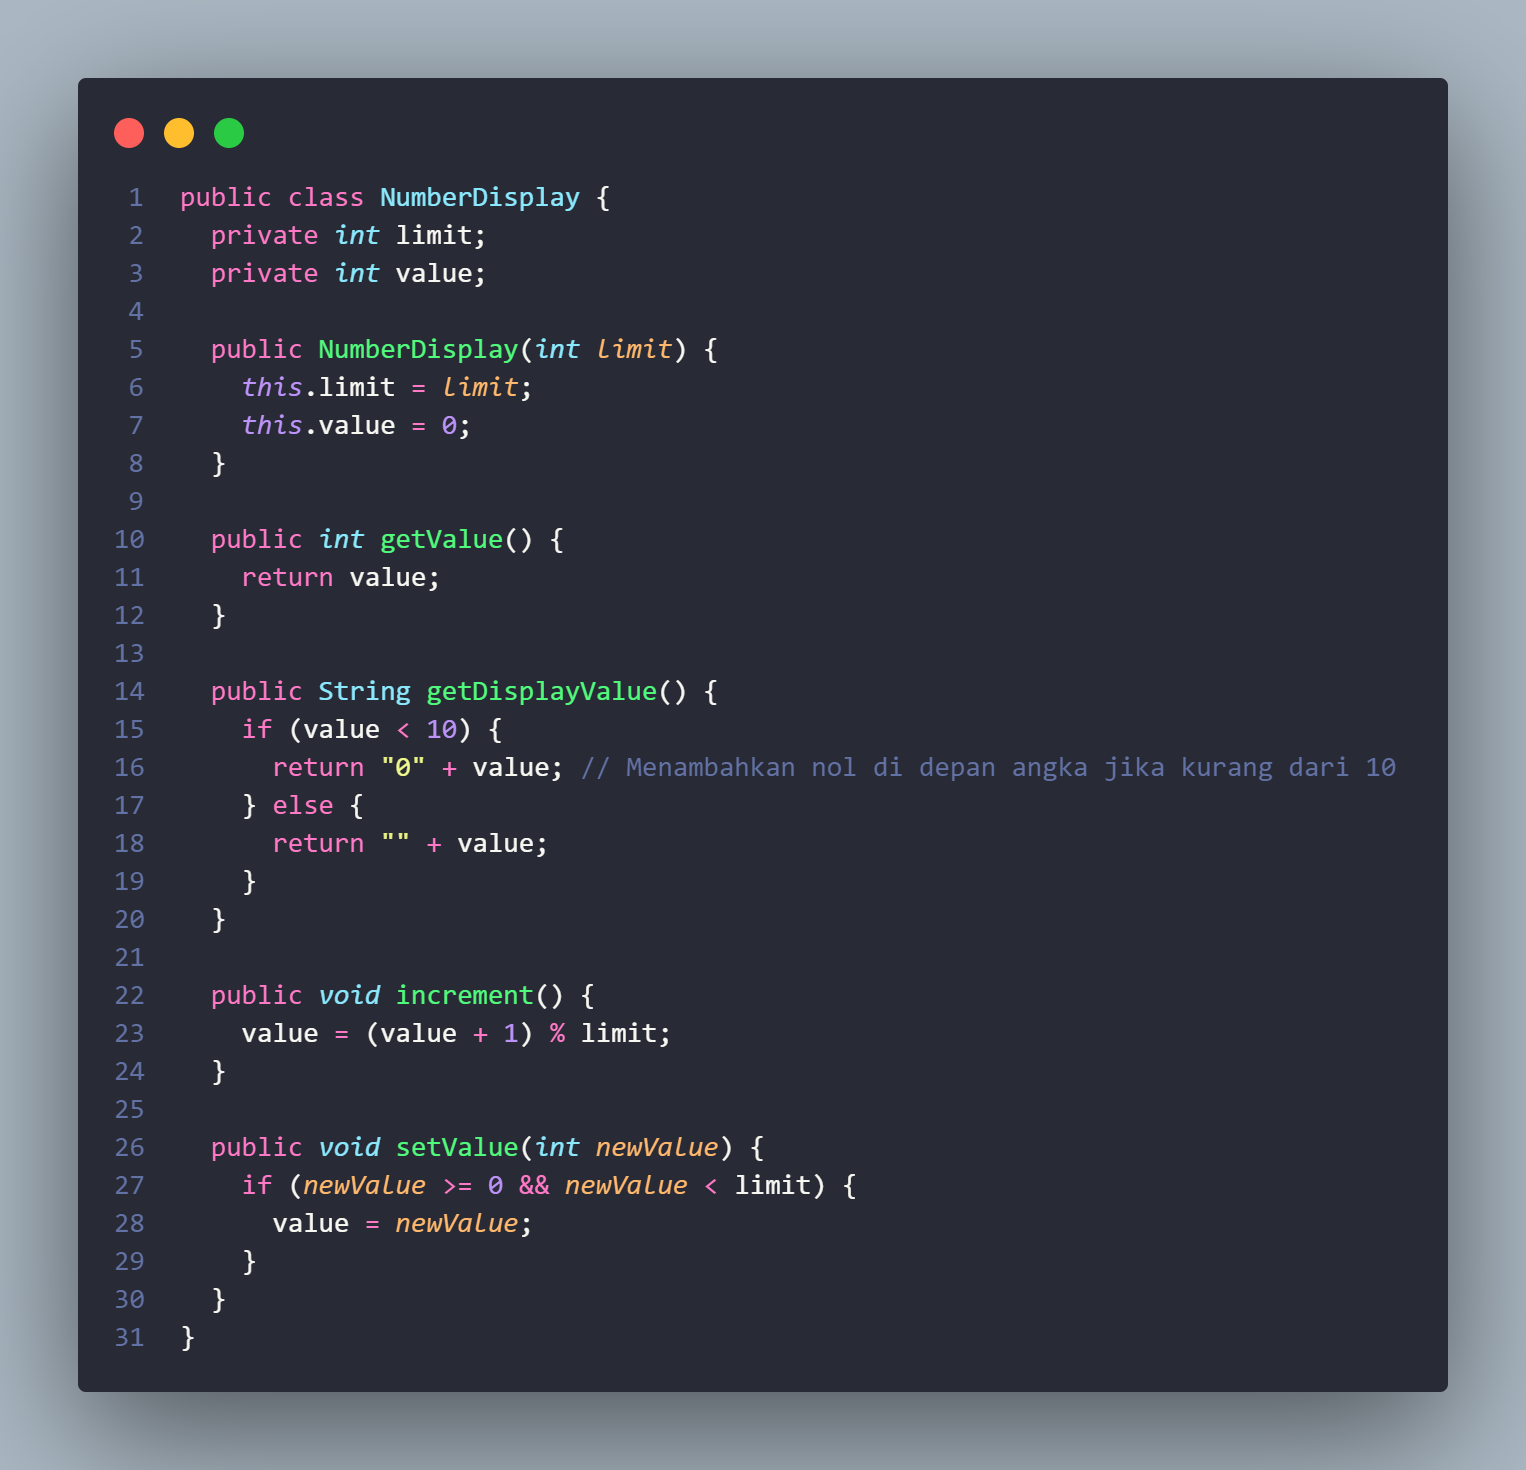 1 public class NumberDisplay {
2   private int limit;
3   private int value;
4
5   public NumberDisplay(int limit) {
6     this.limit = limit;
7     this.value = 0;
8   }
9
10   public int getValue() {
11     return value;
12   }
13
14   public String getDisplayValue() {
15     if (value < 10) {
16       return "0" + value; // Menambahkan nol di depan angka jika kurang dari 10
17     } else {
18       return "" + value;
19     }
20   }
21
22   public void increment() {
23     value = (value + 1) % limit;
24   }
25
26   public void setValue(int newValue) {
27     if (newValue >= 0 && newValue < limit) {
28       value = newValue;
29     }
30   }
31 }